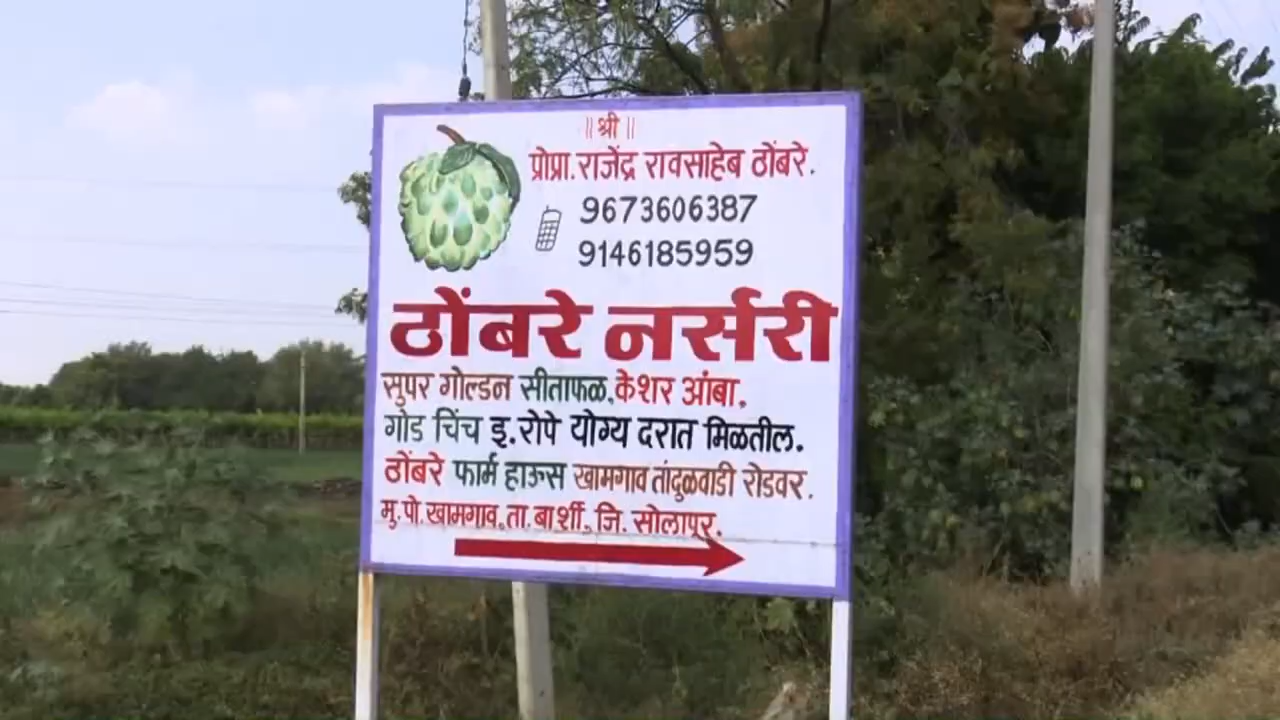 ॥ श्री ॥
प्रोप्रा. राजेंद्र रावसाहेब ठोंबरे.
9673606387
9146185959
ठोंबरे नर्सरी
सुपर गोल्डन सीताफळ, केशर आंबा,
गोड चिंच इ. रोपे योग्य दरात मिळतील.
ठोंबरे फार्म हाऊस खामगाव तांदुळवाडी रोडवर.
मु. पो. खामगाव, ता. बार्शी, जि. सोलापूर.